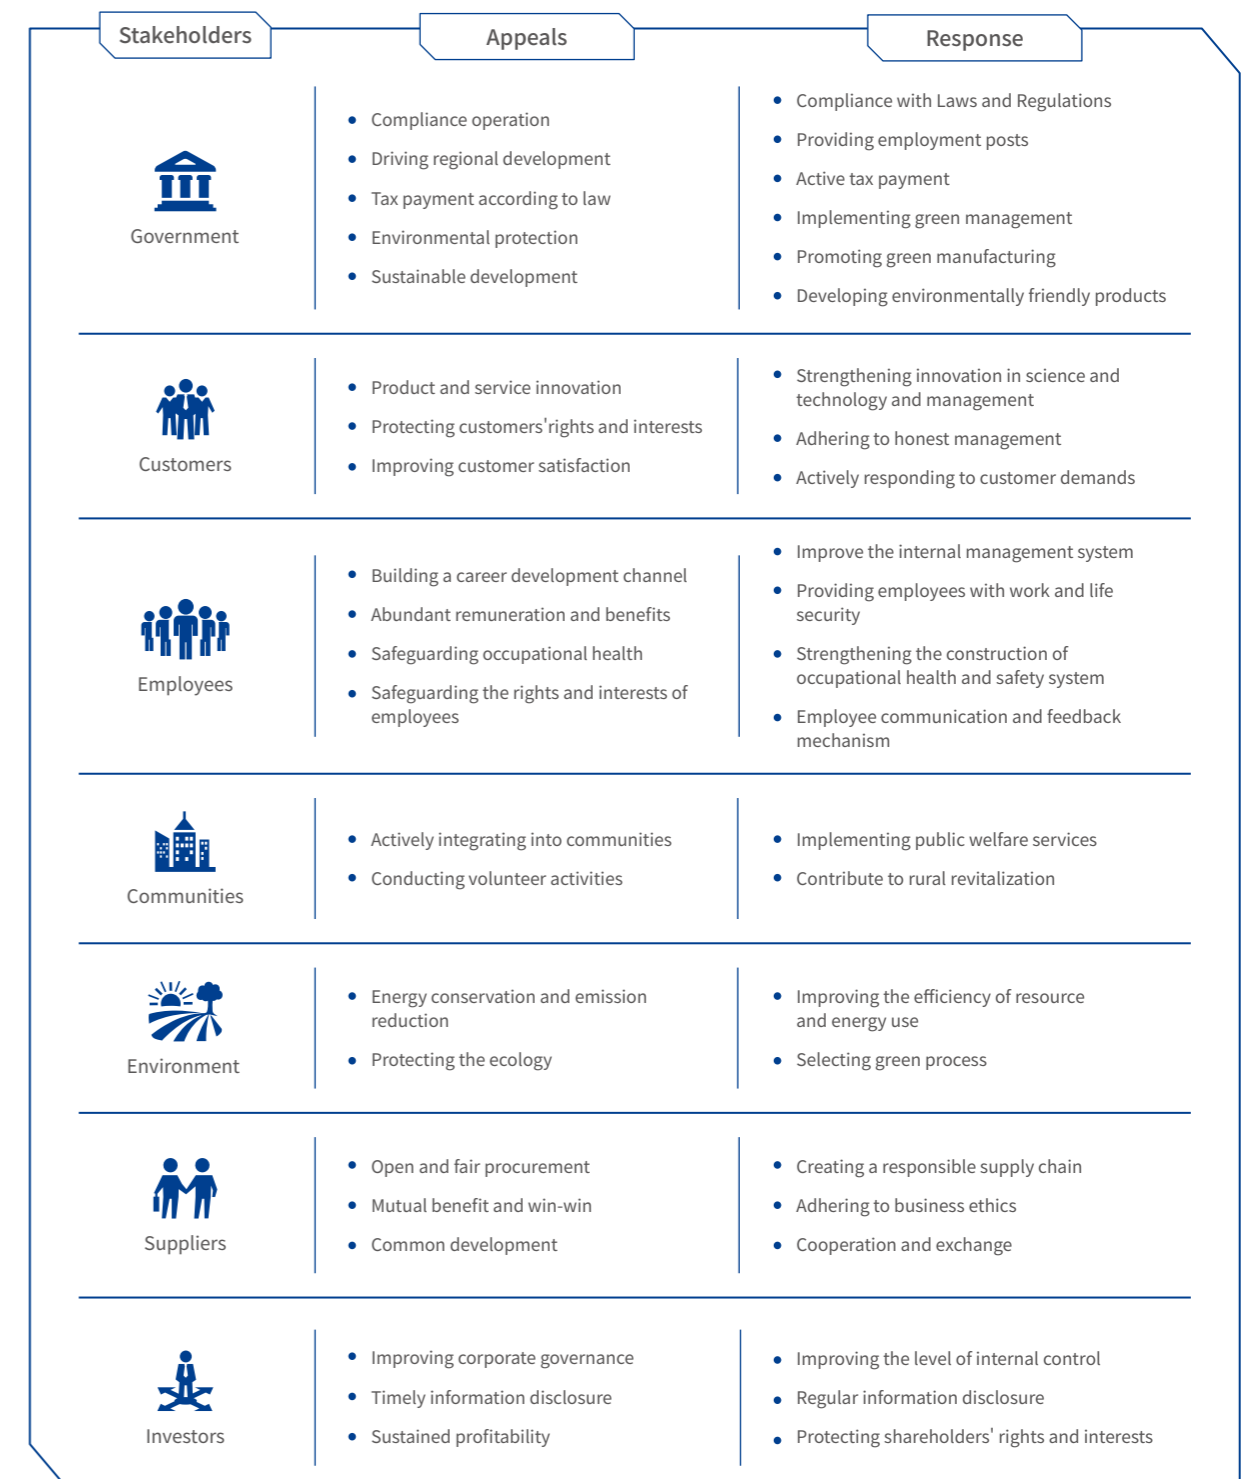 Stakeholders
Appeals
Response
Government
• Compliance operation
• Driving regional development
• Tax payment according to law
• Environmental protection
• Sustainable development
• Compliance with Laws and Regulations
• Providing employment posts
• Active tax payment
• Implementing green management
• Promoting green manufacturing
• Developing environmentally friendly products
Customers
• Product and service innovation
• Protecting customers'rights and interests
• Improving customer satisfaction
• Strengthening innovation in science and
technology and management
• Adhering to honest management
• Actively responding to customer demands
Employees
• Building a career development channel
• Abundant remuneration and benefits
• Safeguarding occupational health
• Safeguarding the rights and interests of
employees
• Improve the internal management system
• Providing employees with work and life
security
• Strengthening the construction of
occupational health and safety system
• Employee communication and feedback
mechanism
Communities
• Actively integrating into communities
• Conducting volunteer activities
• Implementing public welfare services
• Contribute to rural revitalization
Environment
• Energy conservation and emission
reduction
• Protecting the ecology
• Improving the efficiency of resource
and energy use
• Selecting green process
Suppliers
• Open and fair procurement
• Mutual benefit and win-win
• Common development
• Creating a responsible supply chain
• Adhering to business ethics
• Cooperation and exchange
Investors
• Improving corporate governance
• Timely information disclosure
• Sustained profitability
• Improving the level of internal control
• Regular information disclosure
• Protecting shareholders' rights and interests